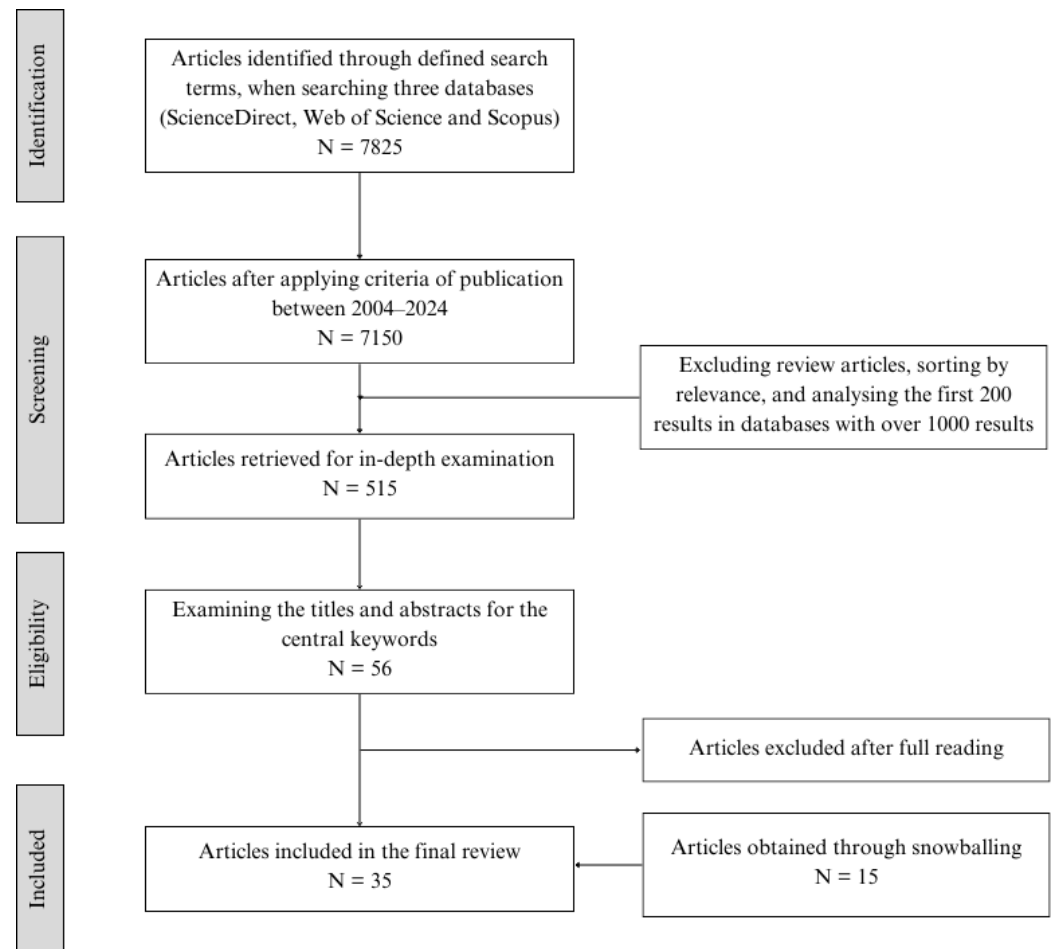 Identification
Articles identified through defined search
terms, when searching three databases
(ScienceDirect, Web of Science and Scopus)
N = 7825
Screening
Articles after applying criteria of publication
between 2004–2024
N = 7150
Excluding review articles, sorting by
relevance, and analysing the first 200
results in databases with over 1000 results
Articles retrieved for in-depth examination
N = 515
Eligibility
Examining the titles and abstracts for the
central keywords
N = 56
Articles excluded after full reading
Included
Articles included in the final review
N = 35
Articles obtained through snowballing
N = 15